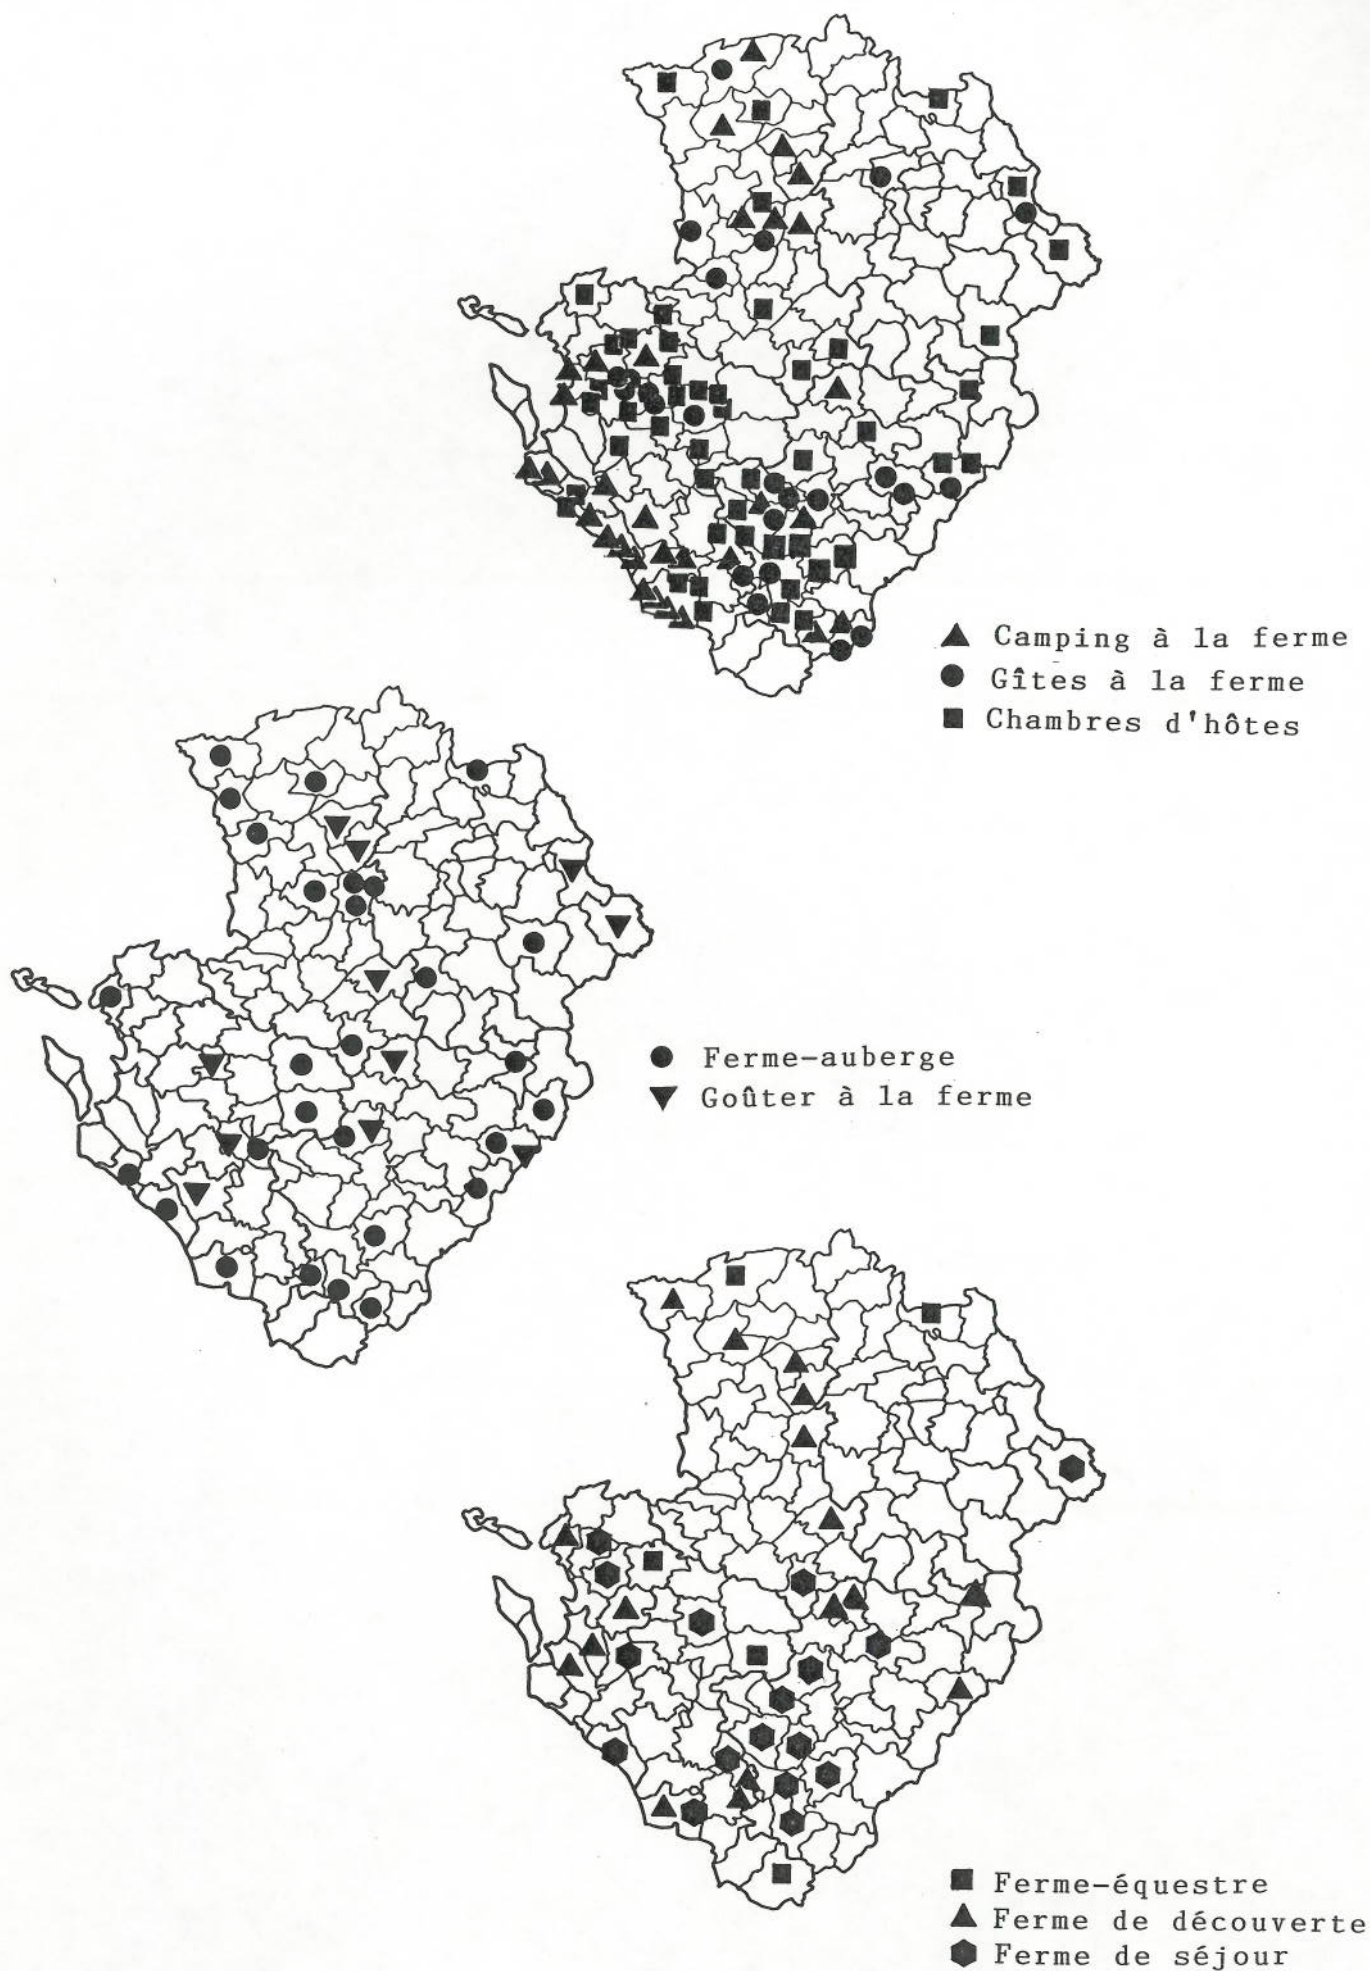 Camping à la ferme
Gîtes à la ferme
Chambres d'hôtes
Ferme-auberge
Goûter à la ferme
Ferme-équestre
Ferme de découverte
Ferme de séjour